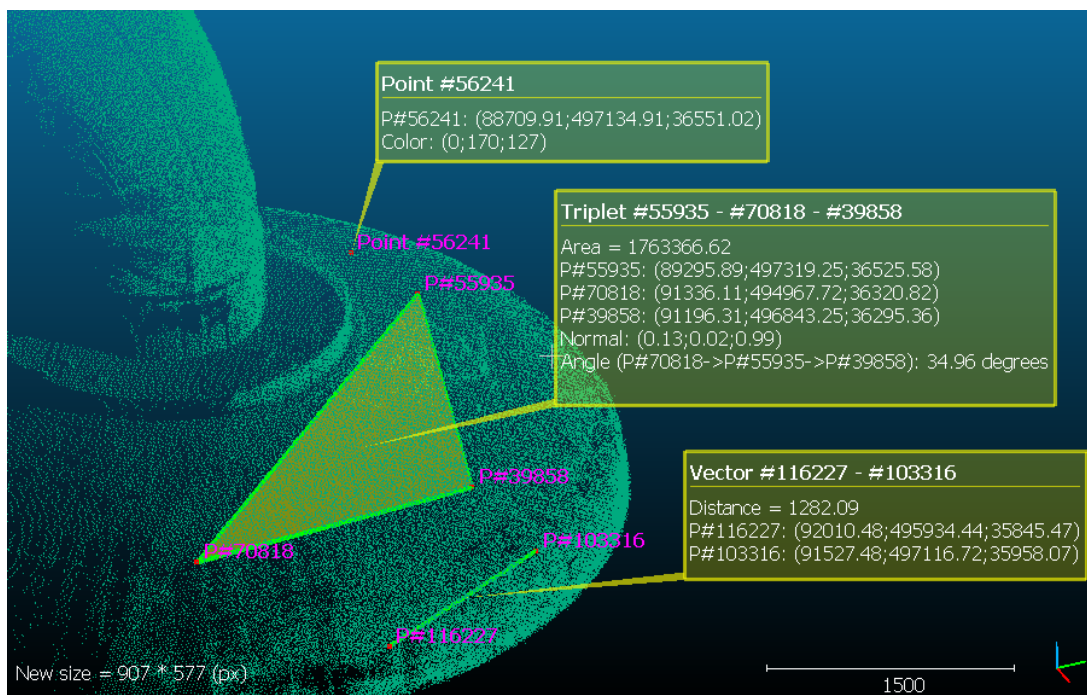 Point #56241
P#56241: (88709.91;497134.91;36551.02)
Color: (0;170;127)
Triplet #55935 - #70818 - #39858
Area = 1763366.62
P#55935: (89295.89;497319.25;36525.58)
P#70818: (91336.11;494967.72;36320.82)
P#39858: (91196.31;496843.25;36295.36)
Normal: (0.13;0.02;0.99)
Angle (P#70818->P#55935->P#39858): 34.96 degrees
Point #56241
P#55935
P#39858
Vector #116227 - #103316
Distance = 1282.09
P#116227: (92010.48;495934.44;35845.47)
P#103316: (91527.48;497116.72;35958.07)
P#70818
P#103316
P#116227
New size = 907 * 577 (px)
1500